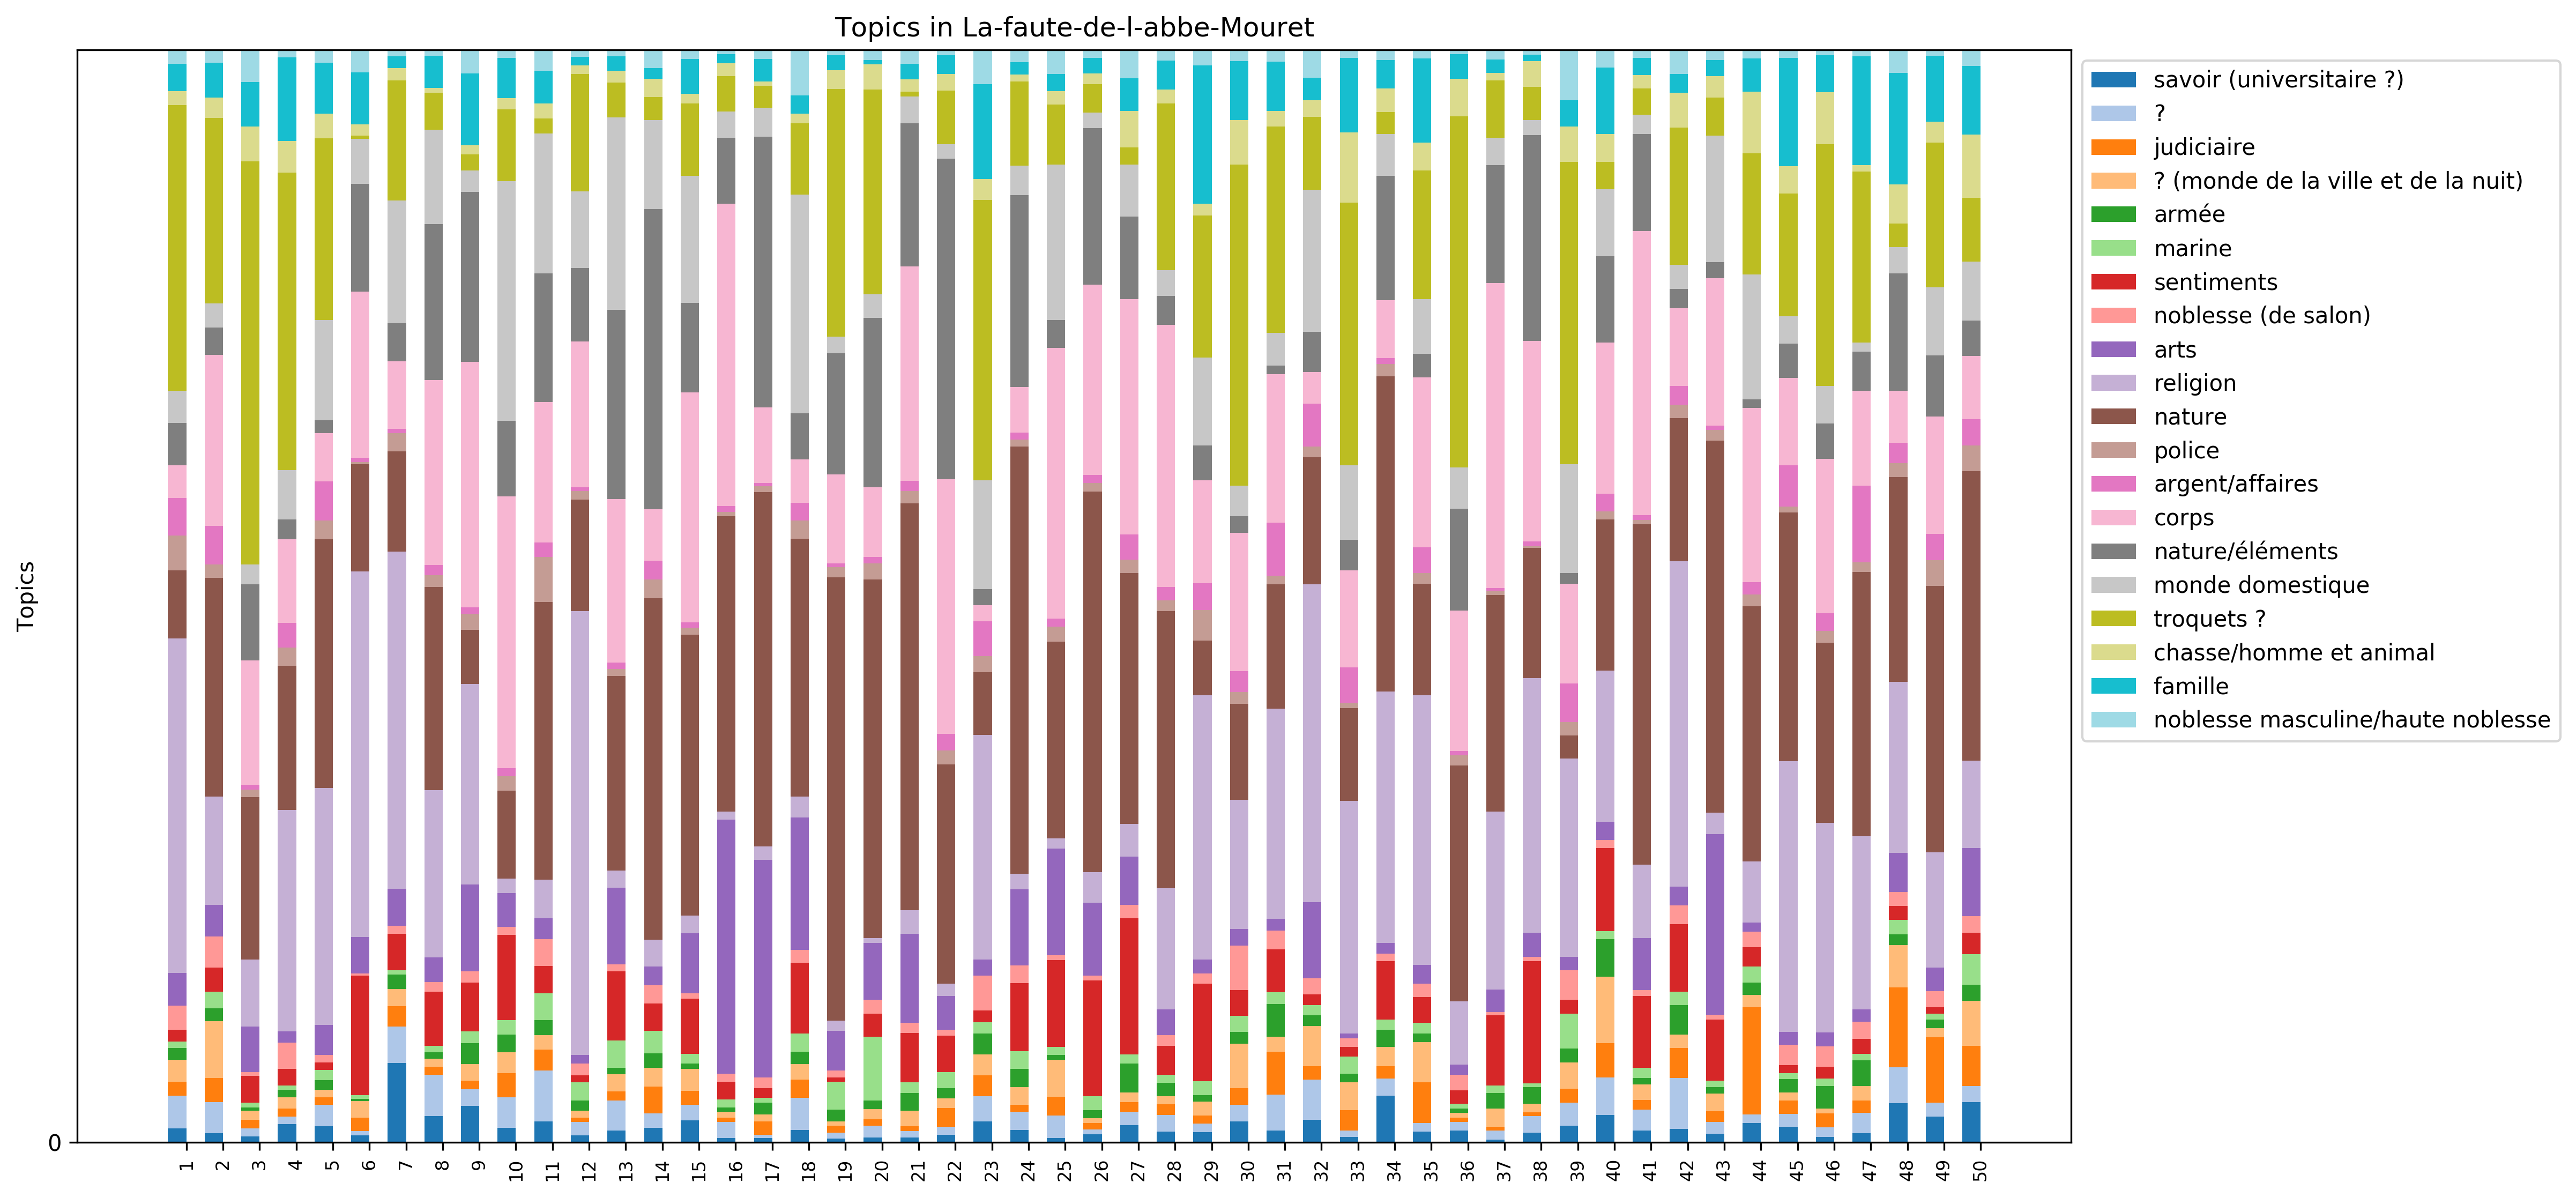 Topics in La-faute-de-l-abbe-Mouret
Topics
0
1 2 3 4 5 6 7 8 9 10 11 12 13 14 15 16 17 18 19 20 21 22 23 24 25 26 27 28 29 30 31 32 33 34 35 36 37 38 39 40 41 42 43 44 45 46 47 48 49 50
savoir (universitaire ?)
?
judiciaire
? (monde de la ville et de la nuit)
armée
marine
sentiments
noblesse (de salon)
arts
religion
nature
police
argent/affaires
corps
nature/éléments
monde domestique
troquets ?
chasse/homme et animal
famille
noblesse masculine/haute noblesse